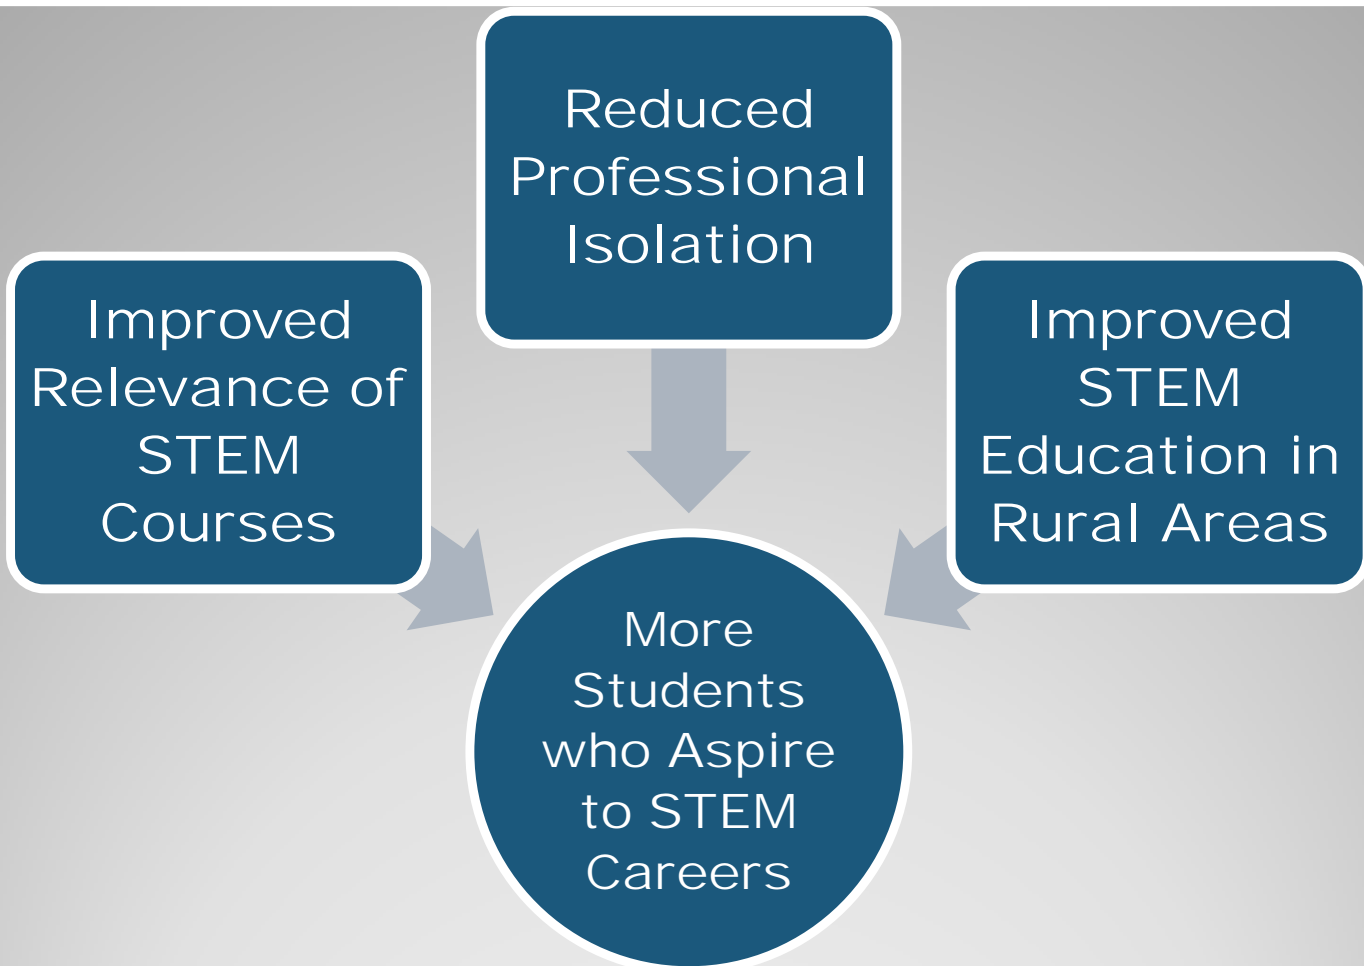 Reduced
Professional
Isolation
Improved
Relevance of
STEM
Courses
Improved
STEM
Education in
Rural Areas
More
Students
who Aspire
to STEM
Careers